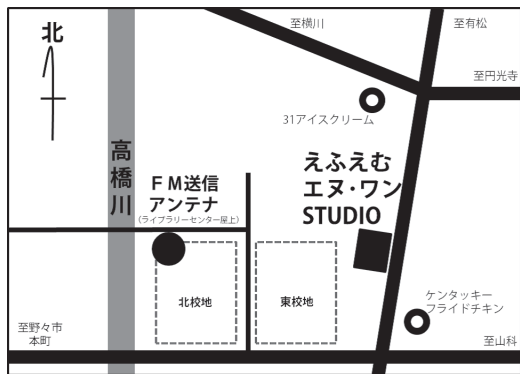 北
至横川
至有松
至円光寺
31アイスクリーム
高橋川
FM送信
アンテナ
(ライブラリーセンター屋上)
えふえむ
エヌ・ワン
STUDIO
北校地
東校地
ケンタッキー
フライドチキン
至野々市
本町
至山科